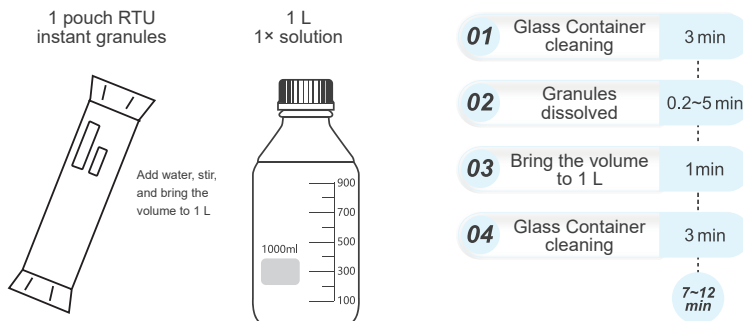 1 pouch RTU
instant granules
1 L
1× solution
Add water, stir,
and bring the
volume to 1 L
1000ml
900
700
500
300
100
01
Glass Container
cleaning
3 min
02
Granules
dissolved
0.2~5 min
03
Bring the volume
to 1 L
1min
04
Glass Container
cleaning
3 min
7~12
min